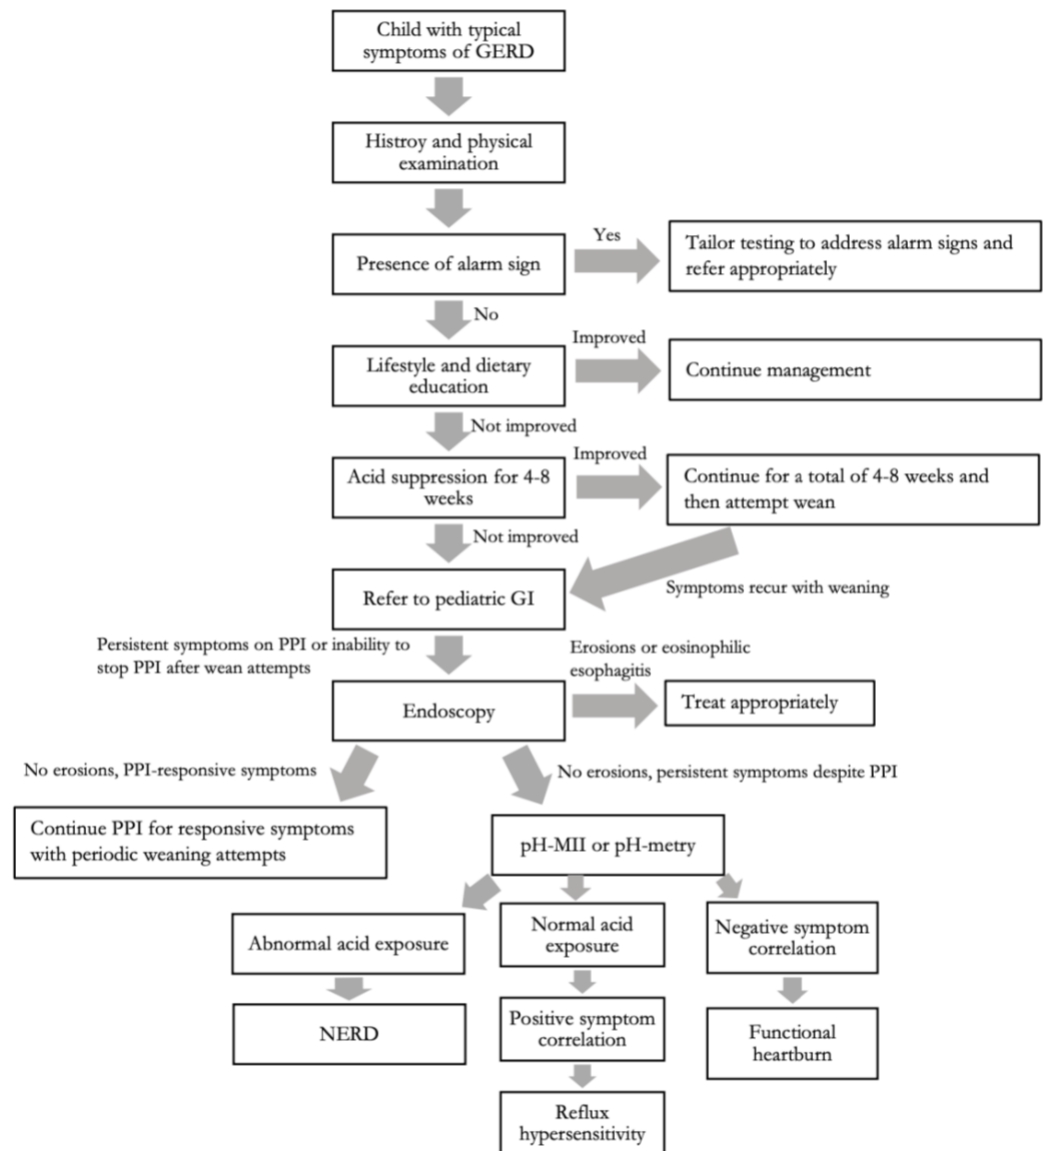 Child with typical
symptoms of GERD
Histroy and physical
examination
Presence of alarm sign
Yes
Tailor testing to address alarm signs and
refer appropriately
No
Lifestyle and dietary
education
Improved
Continue management
Not improved
Acid suppression for 4-8
weeks
Improved
Continue for a total of 4-8 weeks and
then attempt wean
Not improved
Symptoms recur with weaning
Refer to pediatric GI
Persistent symptoms on PPI or inability to
stop PPI after wean attempts
Endoscopy
Erosions or eosinophilic
esophagitis
Treat appropriately
No erosions, PPI-responsive symptoms
No erosions, persistent symptoms despite PPI
Continue PPI for responsive symptoms
with periodic weaning attempts
pH-MII or pH-metry
Abnormal acid exposure
NERD
Normal acid
exposure
Positive symptom
correlation
Reflux
hypersensitivity
Negative symptom
correlation
Functional
heartburn